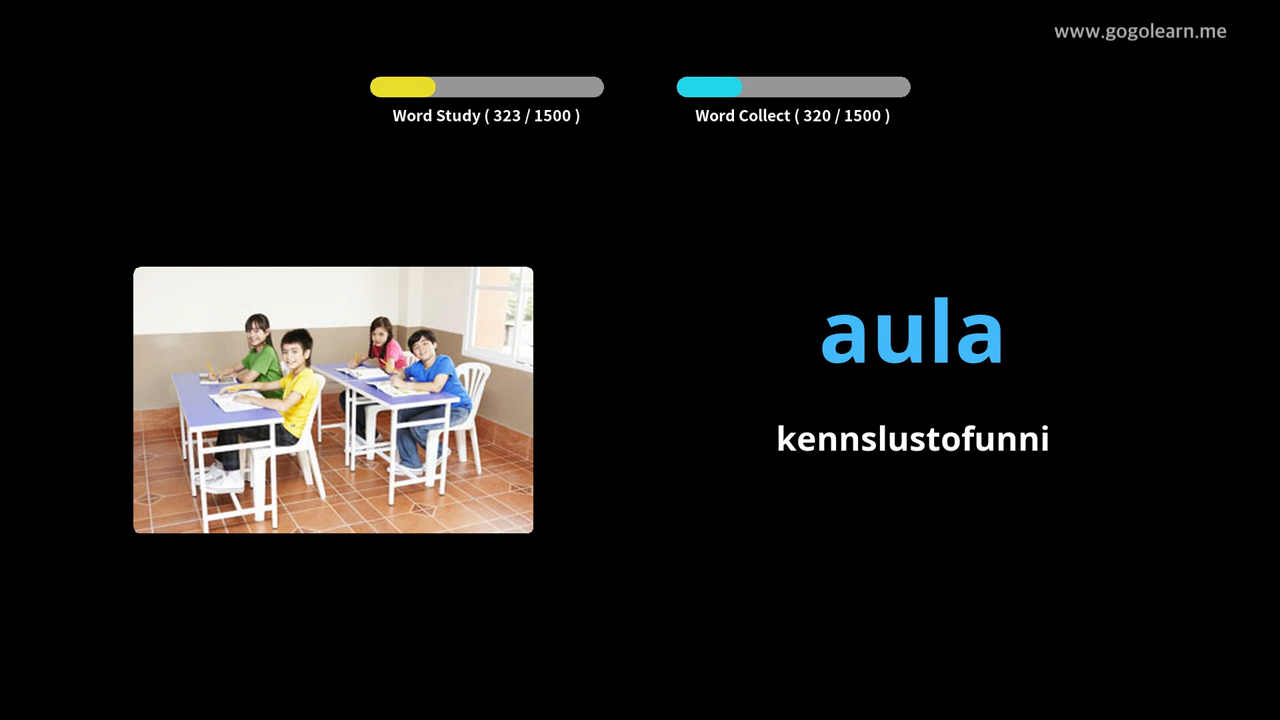 www.gogolearn.me
Word Study ( 323 / 1500 )
Word Collect ( 320 / 1500 )
aula
kennslustofunni